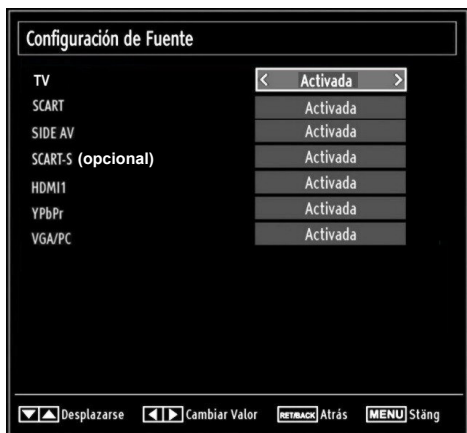 Configuración de Fuente
TV < Activada >
SCART Activada
SIDE AV Activada
SCART-S (opcional) Activada
HDMI1 Activada
YPbPr Activada
VGA/PC Activada
Desplazarse Cambiar Valor RET/BACK Atrás MENU Stäng